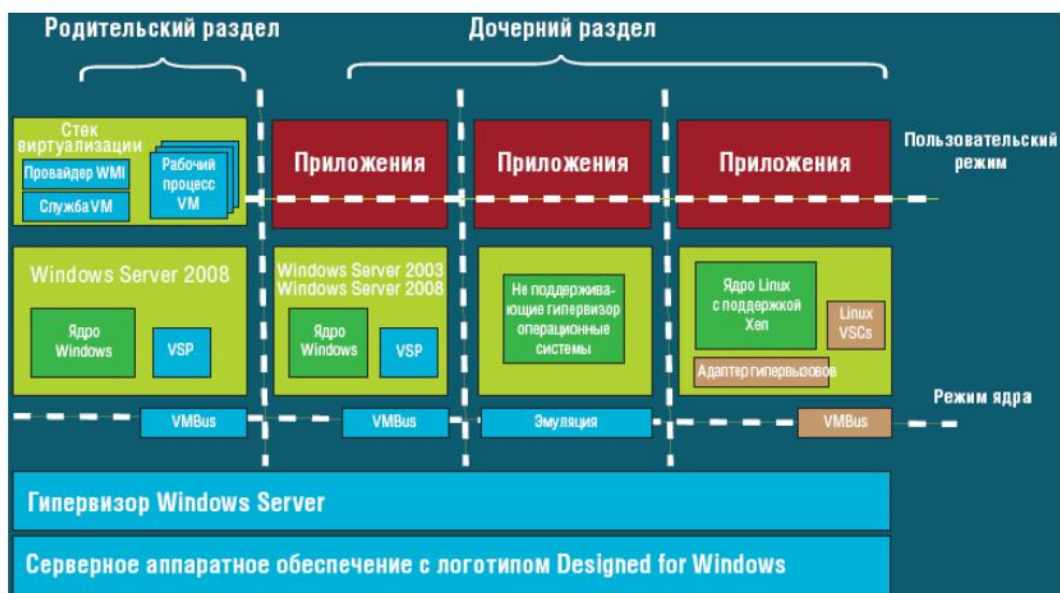 Родительский раздел
Дочерний раздел
Стек
виртуализации
Провайдер WMI
Служба VM
Рабочий
процесс
VM
Приложения
Приложения
Приложения
Пользовательский
режим
Windows Server 2008
Ядро
Windows
VSP
Windows Server 2003
Windows Server 2008
Ядро
Windows
VSP
Не поддержива-
ющие гипервизор
операционные
системы
Ядро Linux
с поддержкой
Xen
Linux
VSCs
Адаптер гипервызовов
Режим ядра
VMBus
VMBus
Эмуляция
VMBus
Гипервизор Windows Server
Серверное аппаратное обеспечение с логотипом Designed for Windows